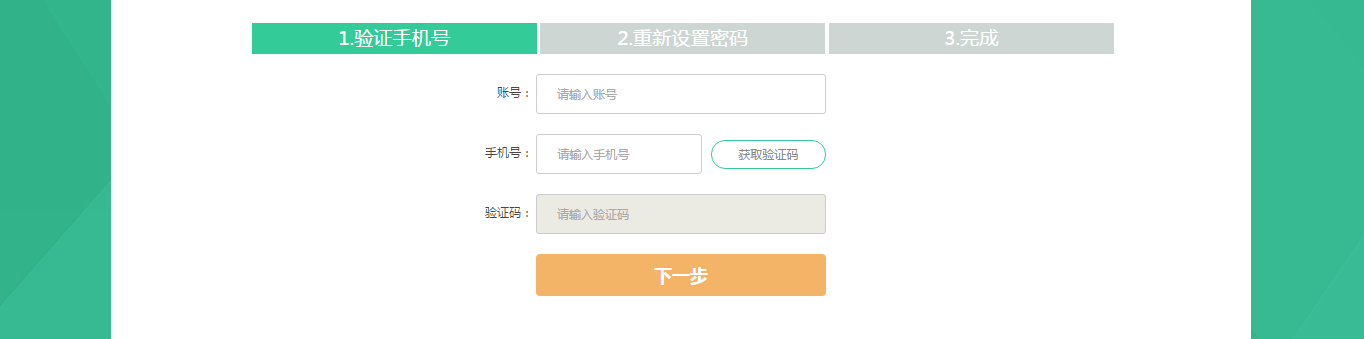 1.验证手机号 2.重新设置密码 3.完成
账号： 请输入账号
手机号： 请输入手机号 获取验证码
验证码： 请输入验证码
下一步